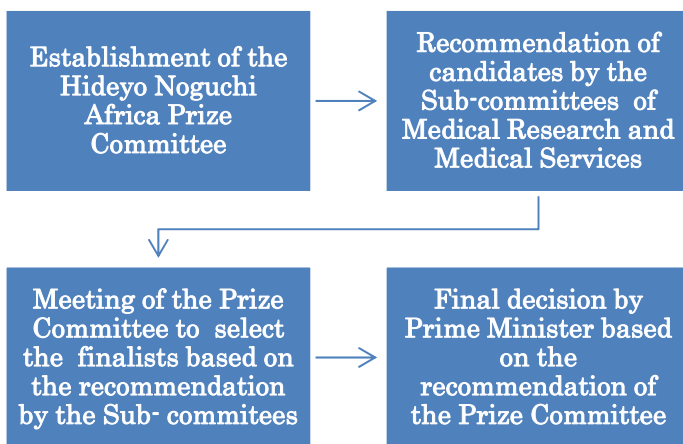 Establishment of the
Hideyo Noguchi
Africa Prize
Committee
Recommendation of
candidates by the
Sub-committees of
Medical Research and
Medical Services
Meeting of the Prize
Committee to select
the finalists based on
the recommendation
by the Sub- commitees
Final decision by
Prime Minister based
on the
recommendation of
the Prize Committee